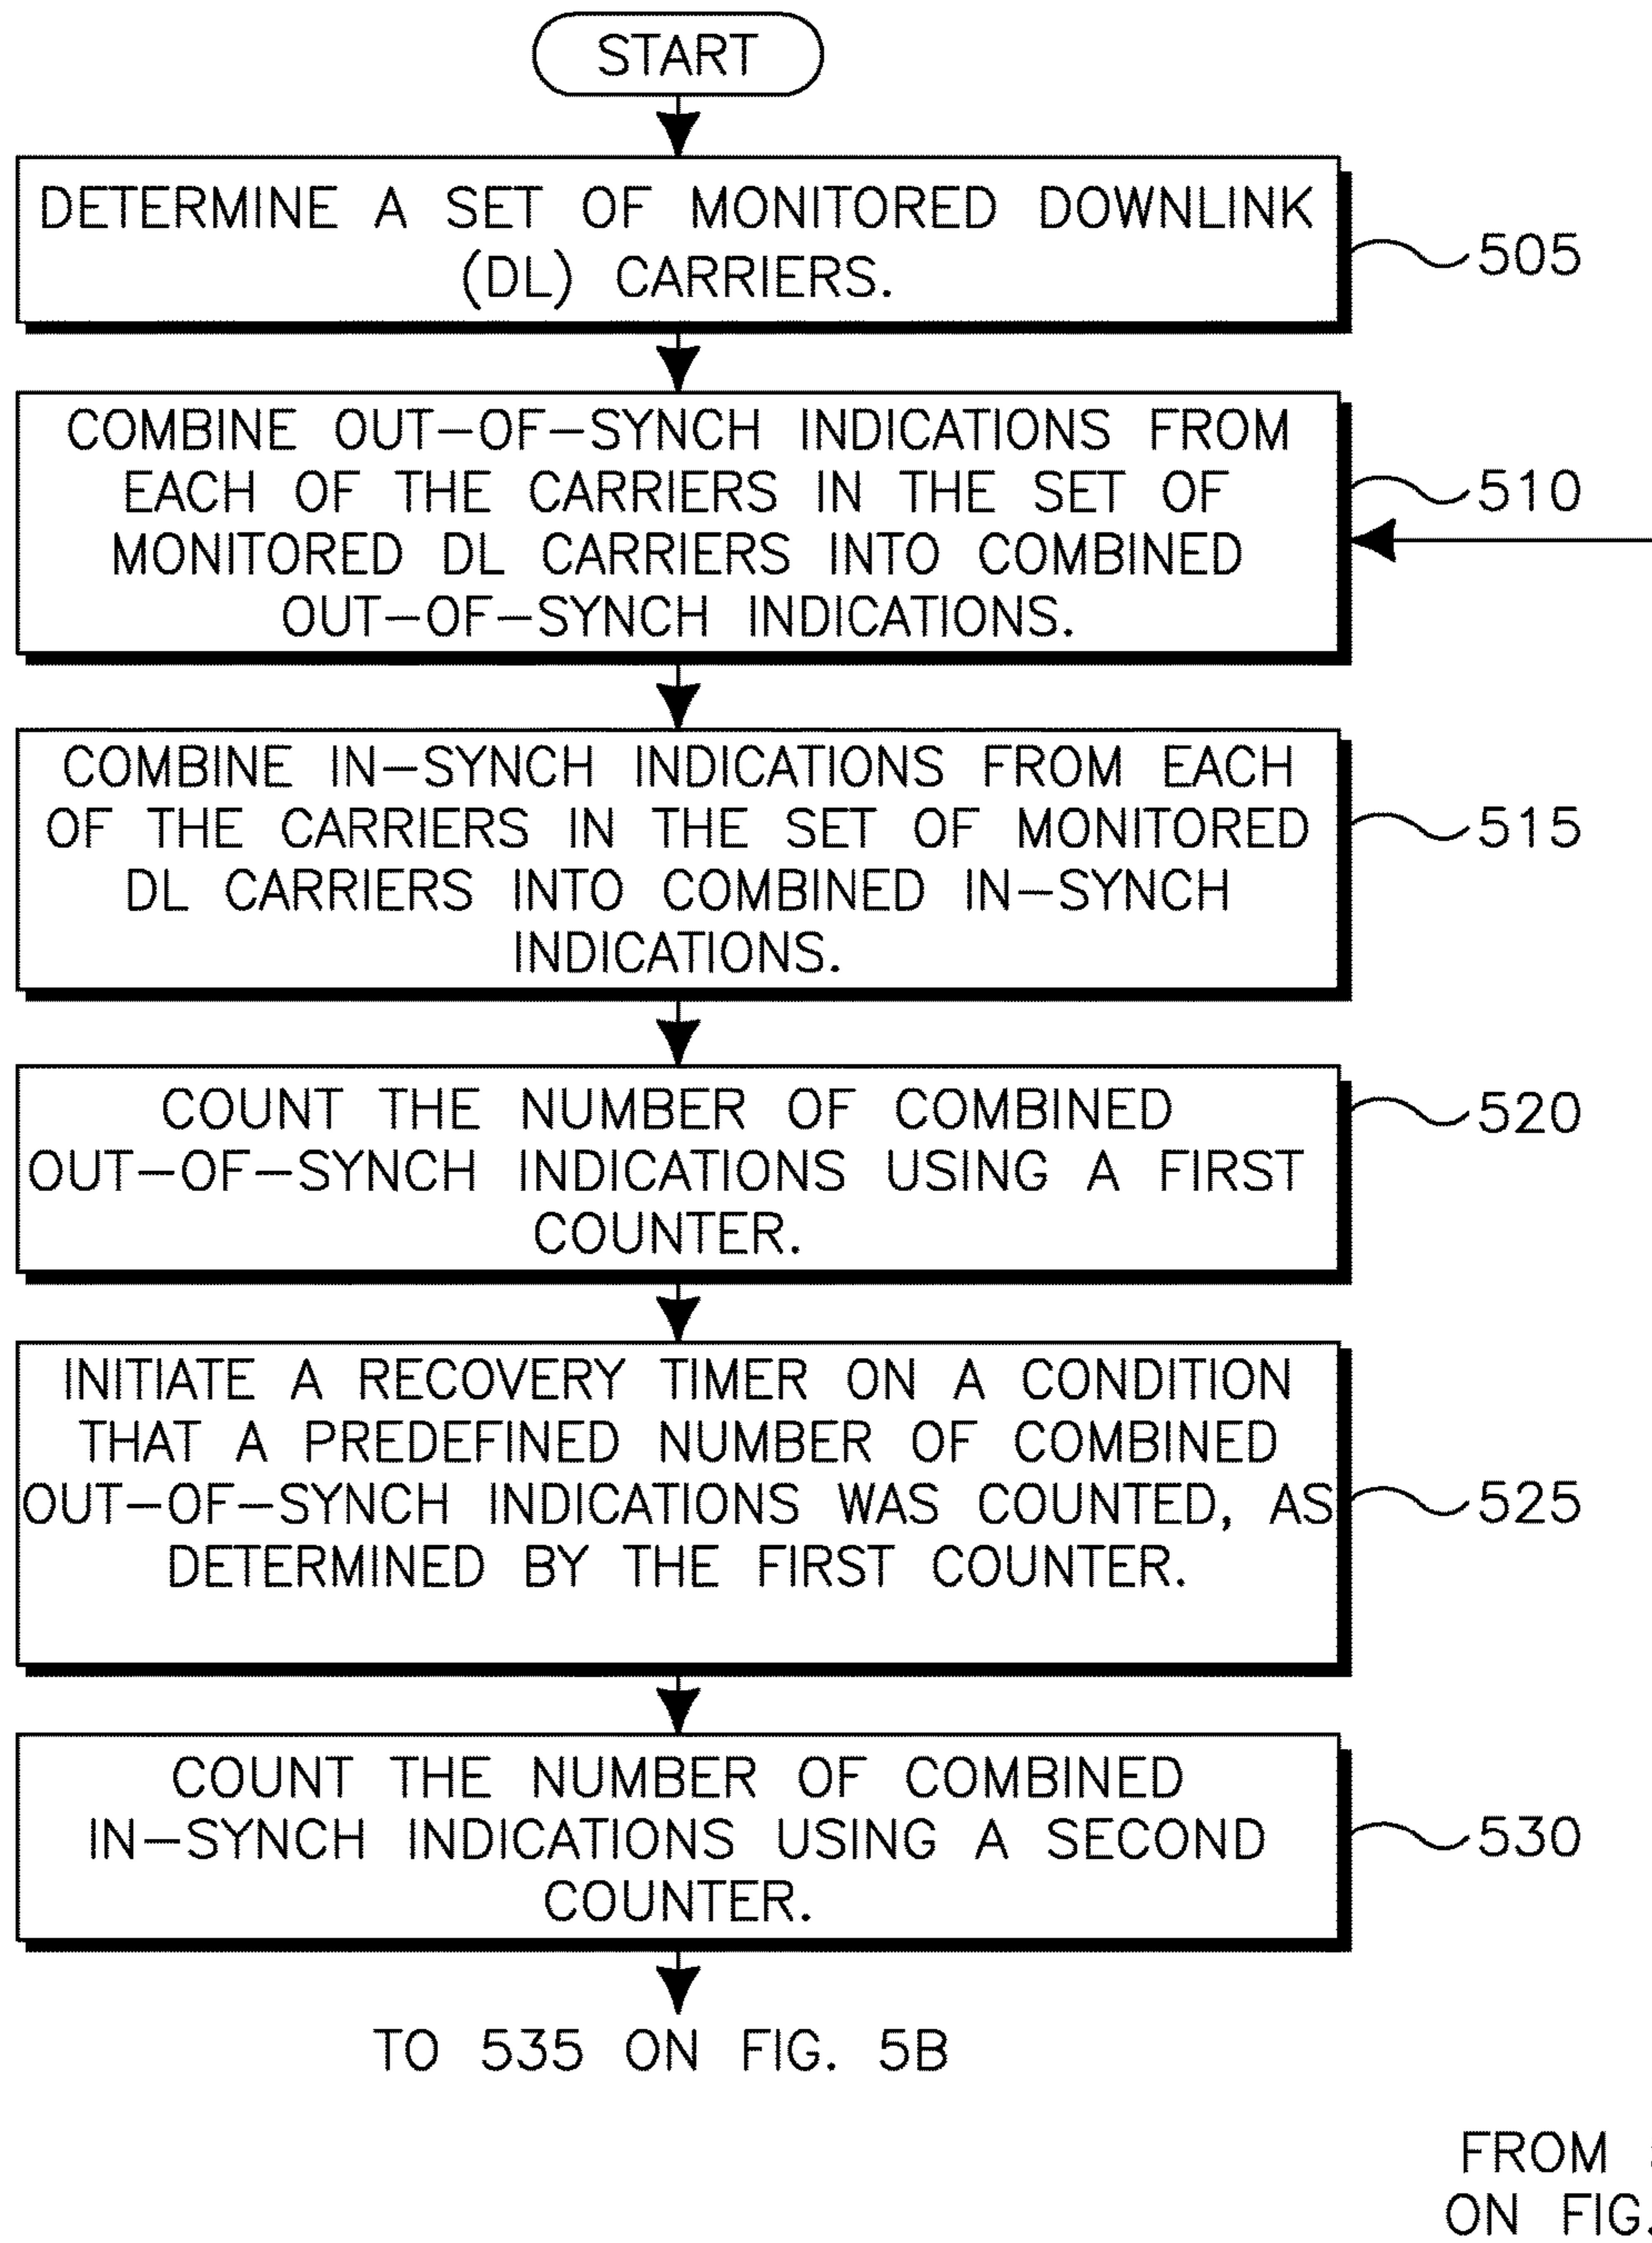 START
DETERMINE A SET OF MONITORED DOWNLINK
(DL) CARRIERS.
505
COMBINE OUT-OF-SYNCH INDICATIONS FROM
EACH OF THE CARRIERS IN THE SET OF
MONITORED DL CARRIERS INTO COMBINED
OUT-OF-SYNCH INDICATIONS.
510
COMBINE IN-SYNCH INDICATIONS FROM EACH
OF THE CARRIERS IN THE SET OF MONITORED
DL CARRIERS INTO COMBINED IN-SYNCH
INDICATIONS.
515
COUNT THE NUMBER OF COMBINED
OUT-OF-SYNCH INDICATIONS USING A FIRST
COUNTER.
520
INITIATE A RECOVERY TIMER ON A CONDITION
THAT A PREDEFINED NUMBER OF COMBINED
OUT-OF-SYNCH INDICATIONS WAS COUNTED, AS
DETERMINED BY THE FIRST COUNTER.
525
COUNT THE NUMBER OF COMBINED
IN-SYNCH INDICATIONS USING A SECOND
COUNTER.
530
TO 535 ON FIG. 5B
FROM
ON FIG.